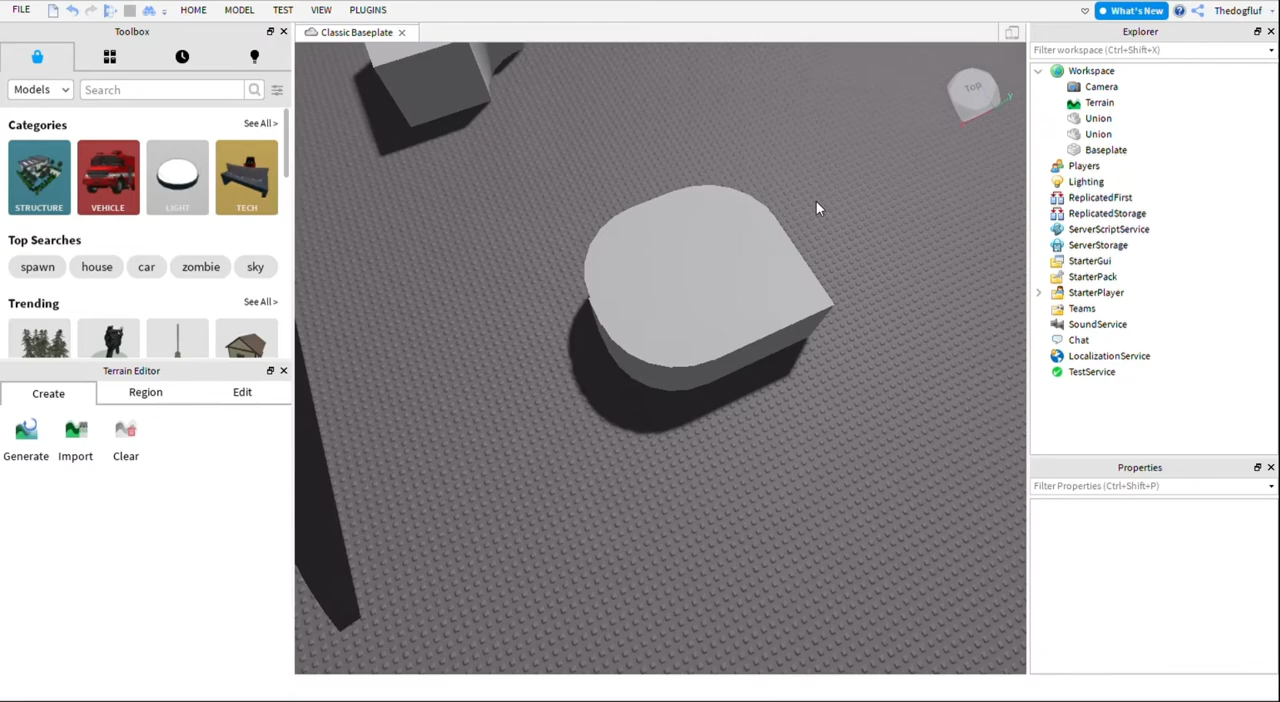 FILE HOME MODEL TEST VIEW PLUGINS What's New Thedogfluf
Toolbox
Classic Baseplate
Explorer
Filter workspace (Ctrl+Shift+X)
Models Search
Categories See All >
STRUCTURE VEHICLE LIGHT TECH
Top Searches
spawn house car zombie sky
Trending See All >
Terrain Editor
Create Region Edit
Generate Import Clear
Top
Y
Workspace
Camera
Terrain
Union
Union
Baseplate
Players
Lighting
ReplicatedFirst
ReplicatedStorage
ServerScriptService
ServerStorage
StarterGui
StarterPack
StarterPlayer
Teams
SoundService
Chat
LocalizationService
TestService
Properties
Filter Properties (Ctrl+Shift+P)